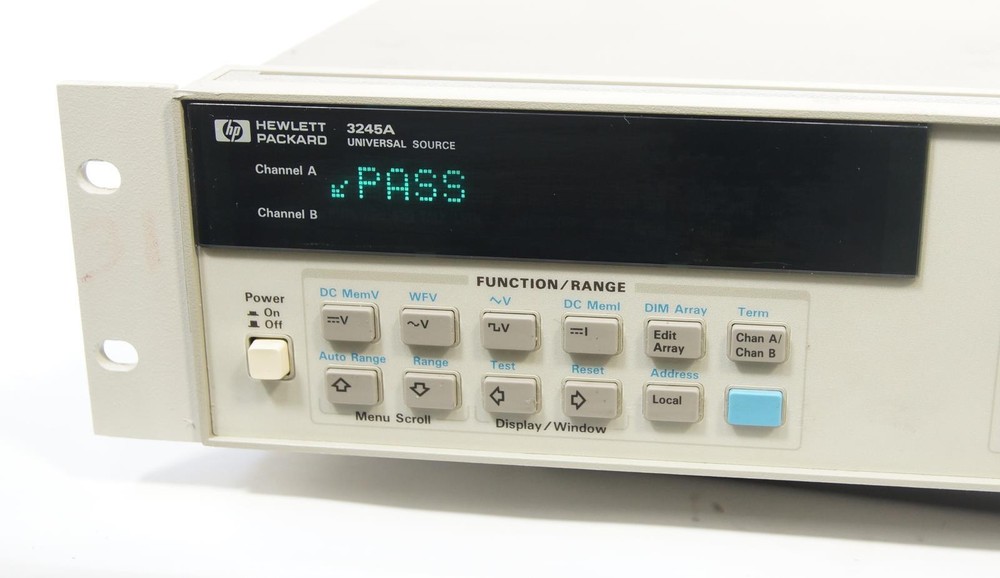 hp HEWLETT PACKARD
3245A
UNIVERSAL SOURCE
Channel A
PASS
Channel B
FUNCTION/RANGE
Power
On
Off
DC MemV WFV ~V DC MemI DIM Array Term
⎓V ~V ⊓⊔V ⎓I Edit Array Chan A/ Chan B
Auto Range Range Test Reset Address
Local
Menu Scroll Display/Window